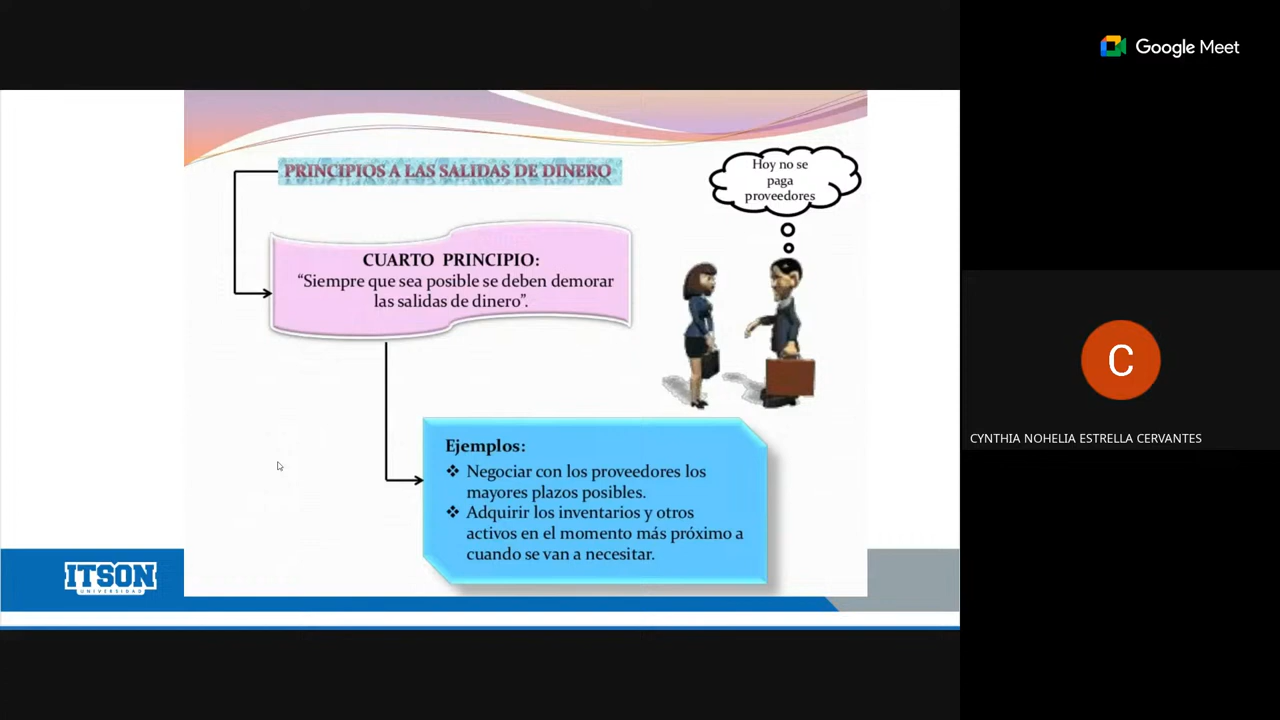 Google Meet
PRINCIPIOS A LAS SALIDAS DE DINERO
Hoy no se
paga
proveedores
CUARTO PRINCIPIO:
“Siempre que sea posible se deben demorar
las salidas de dinero”.
Ejemplos:
❖ Negociar con los proveedores los
mayores plazos posibles.
❖ Adquirir los inventarios y otros
activos en el momento más próximo a
cuando se van a necesitar.
ITSON
UNIVERSIDAD
C
CYNTHIA NOHELIA ESTRELLA CERVANTES